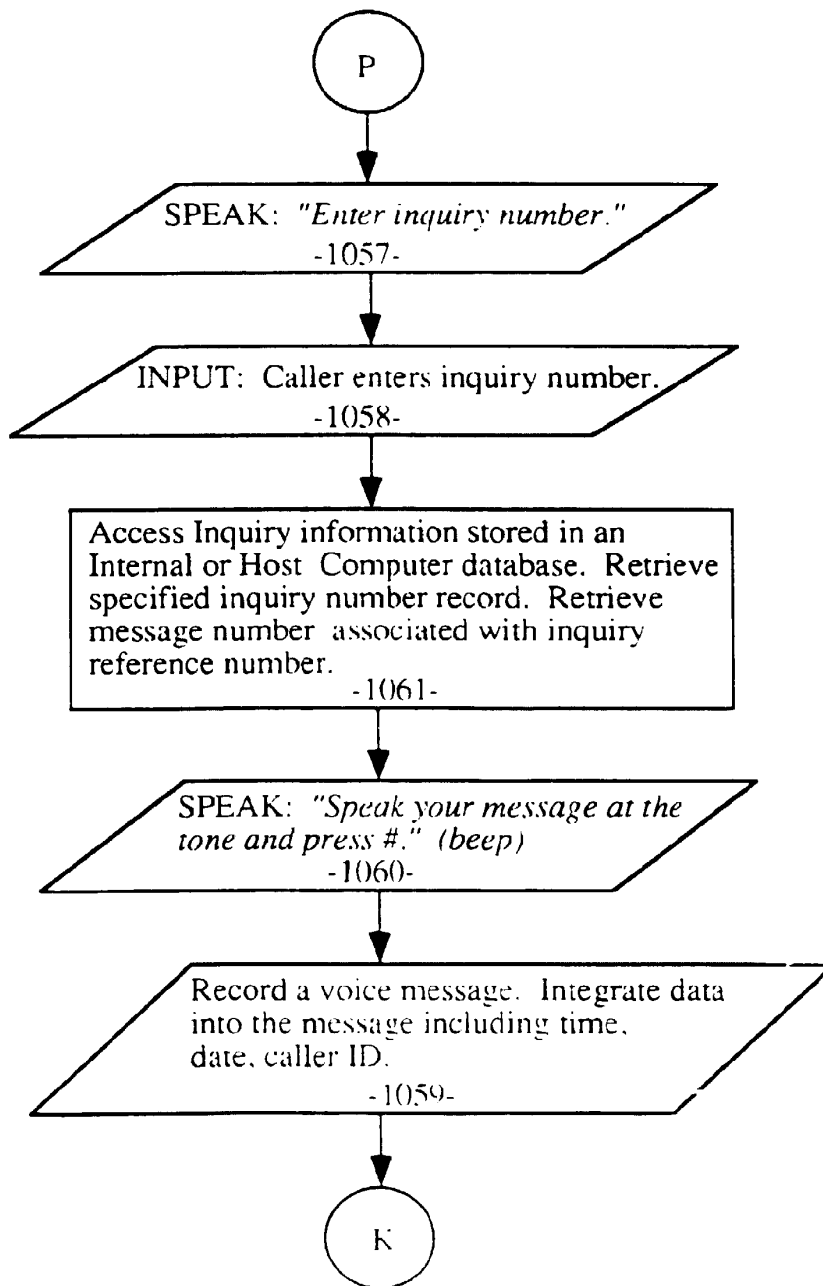 P
SPEAK: "Enter inquiry number."
-1057-
INPUT: Caller enters inquiry number.
-1058-
Access Inquiry information stored in an
Internal or Host Computer database. Retrieve
specified inquiry number record. Retrieve
message number associated with inquiry
reference number.
-1061-
SPEAK: "Speak your message at the
tone and press #." (beep)
-1060-
Record a voice message. Integrate data
into the message including time,
date, caller ID.
-1059-
K